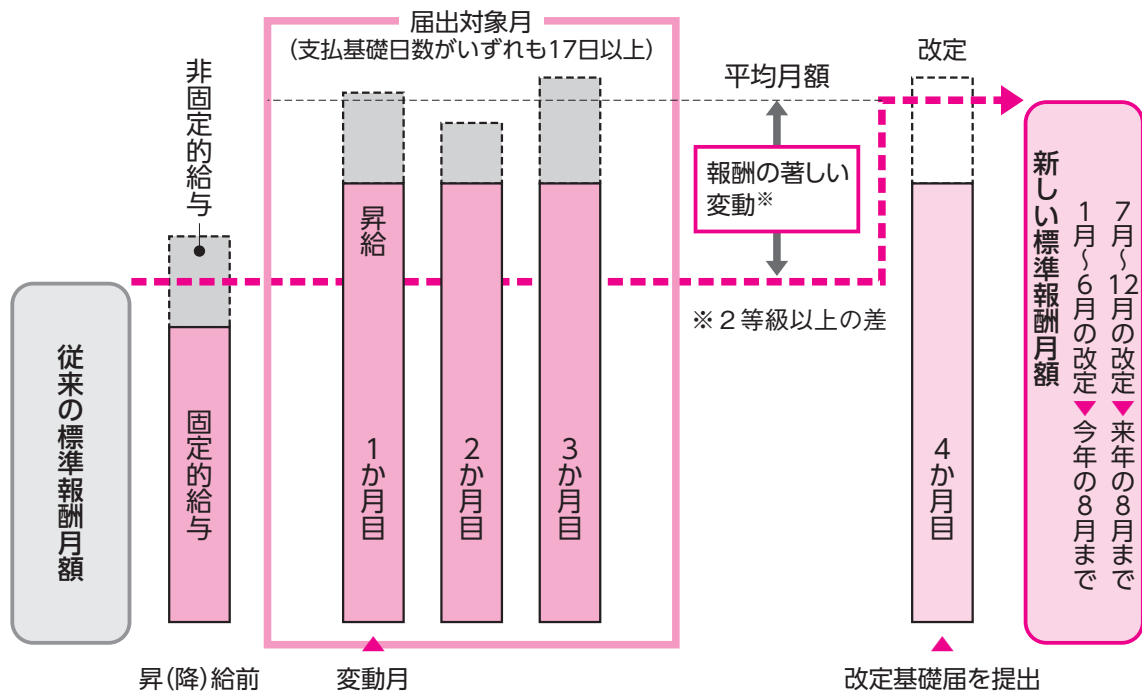 届出対象月
(支払基礎日数がいずれも17日以上)
非固定的給与
平均月額
改定
報酬の著しい
変動※
昇給
※２等級以上の差
従来の標準報酬月額
固定的給与
1か月目
2か月目
3か月目
4か月目
新しい標準報酬月額
7月～12月の改定▶来年の8月まで
1月～6月の改定▶今年の8月まで
昇(降)給前
変動月
改定基礎届を提出